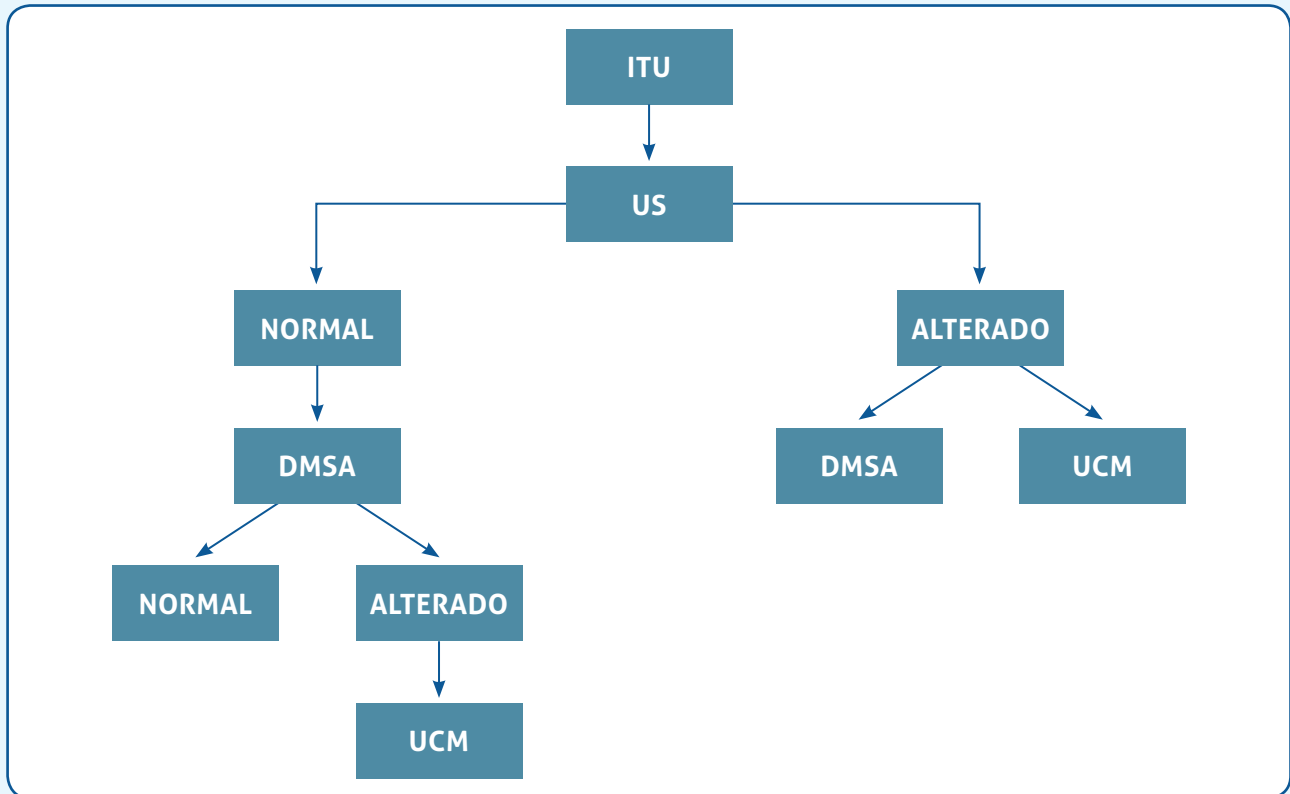 ITU
US
NORMAL
ALTERADO
DMSA
DMSA
UCM
NORMAL
ALTERADO
UCM